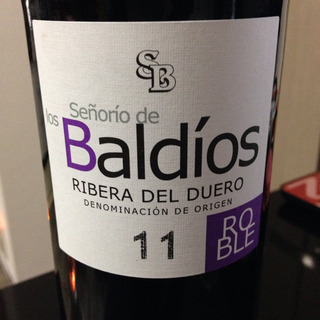 SB
Señorío de
los
Baldíos
RIBERA DEL DUERO
DENOMINACIÓN DE ORIGEN
11
RO
BLE